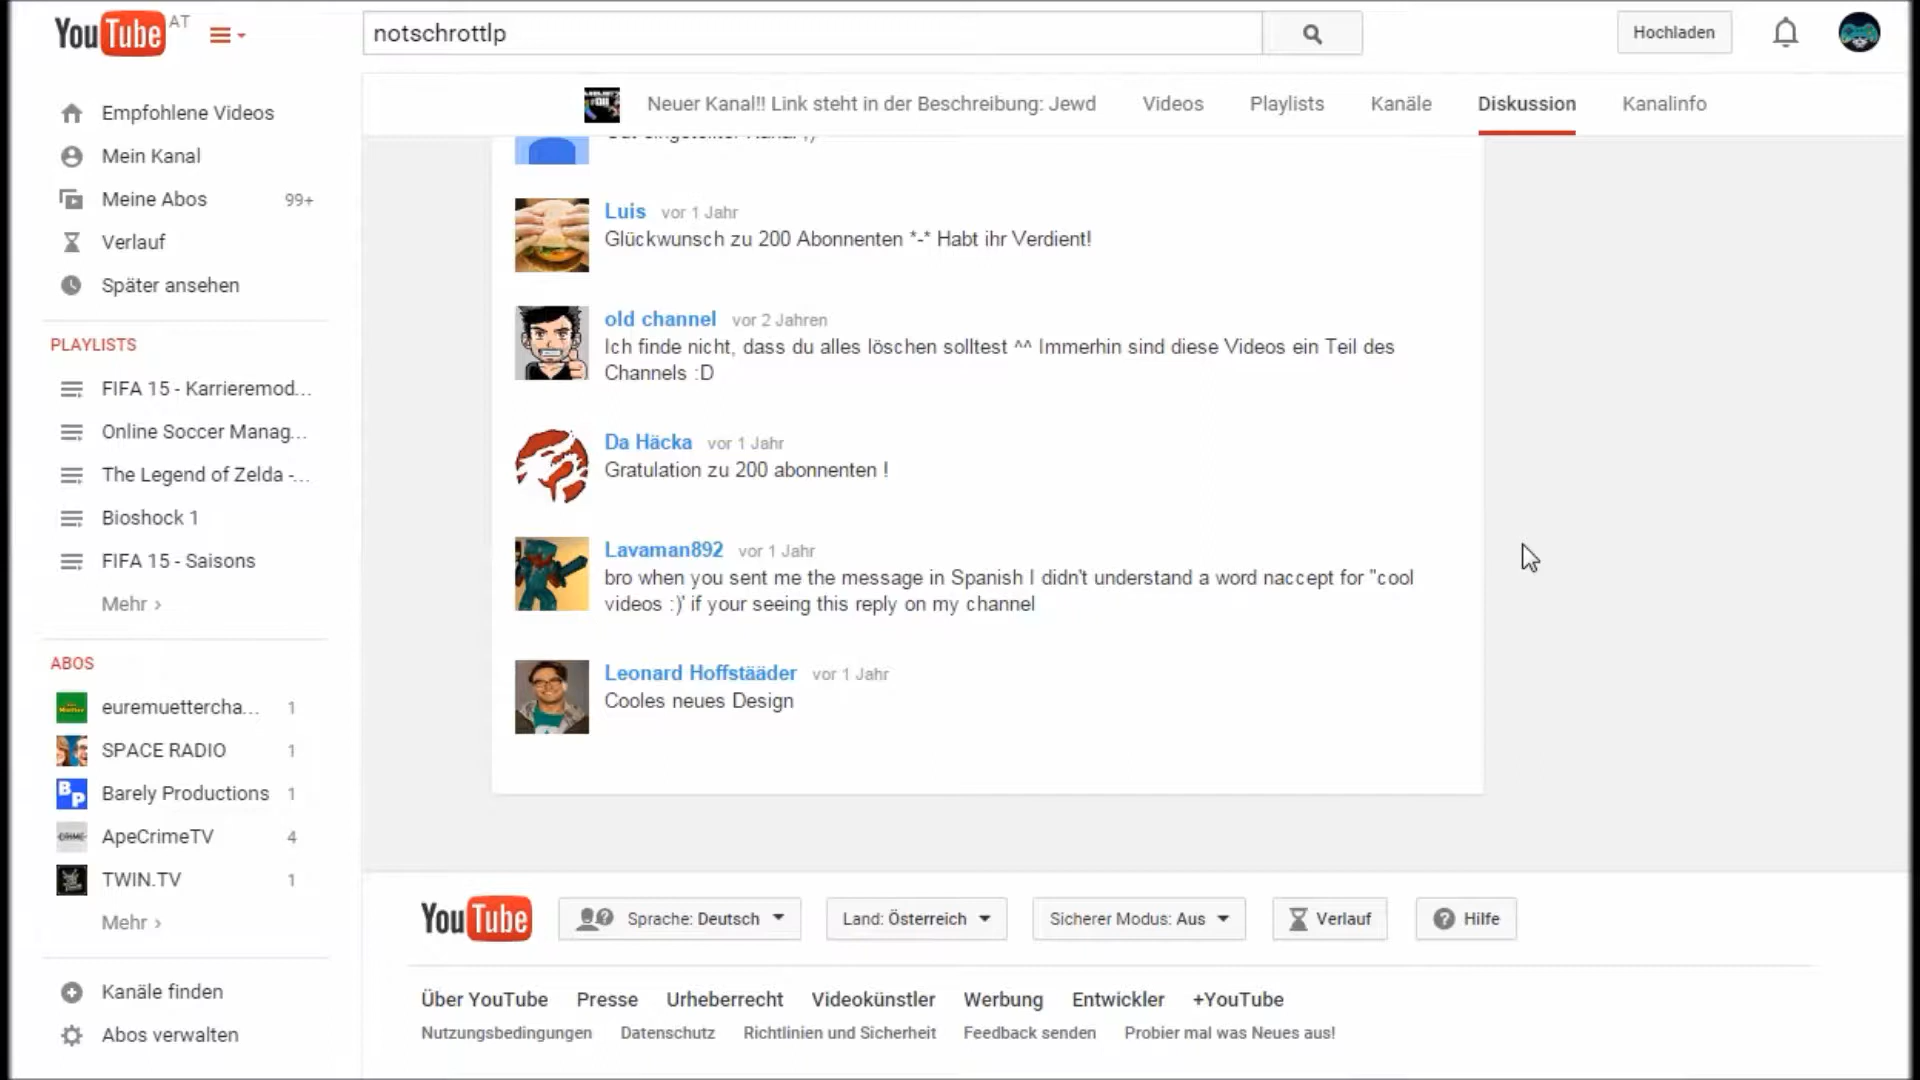 YouTube AT
notschrottlp
Hochladen
Neuer Kanal!! Link steht in der Beschreibung: Jewd
Videos
Playlists
Kanäle
Diskussion
Kanalinfo
Empfohlene Videos
Mein Kanal
Meine Abos 99+
Verlauf
Später ansehen
PLAYLISTS
FIFA 15 - Karrieremod...
Online Soccer Manag...
The Legend of Zelda -...
Bioshock 1
FIFA 15 - Saisons
Mehr ›
ABOS
euremuettercha... 1
SPACE RADIO 1
Barely Productions 1
ApeCrimeTV 4
TWIN.TV 1
Mehr ›
Kanäle finden
Abos verwalten
Luis vor 1 Jahr
Glückwunsch zu 200 Abonnenten *-* Habt ihr Verdient!
old channel vor 2 Jahren
Ich finde nicht, dass du alles löschen solltest ^^ Immerhin sind diese Videos ein Teil des
Channels :D
Da Häcka vor 1 Jahr
Gratulation zu 200 abonnenten !
Lavaman892 vor 1 Jahr
bro when you sent me the message in Spanish I didn't understand a word naccept for "cool
videos :)' if your seeing this reply on my channel
Leonard Hoffstääder vor 1 Jahr
Cooles neues Design
YouTube
Sprache: Deutsch
Land: Österreich
Sicherer Modus: Aus
Verlauf
Hilfe
Über YouTube Presse Urheberrecht Videokünstler Werbung Entwickler +YouTube
Nutzungsbedingungen Datenschutz Richtlinien und Sicherheit Feedback senden Probier mal was Neues aus!